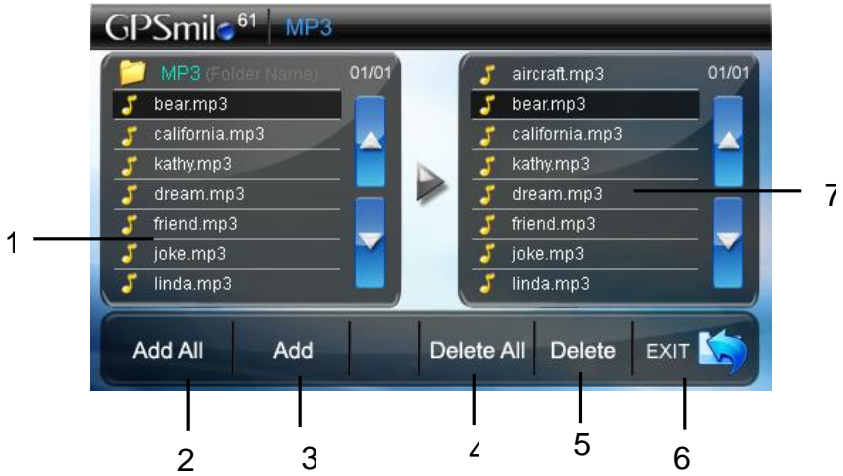 GPSmile 61 MP3
MP3 (Folder Name) 01/01
bear.mp3
california.mp3
kathy.mp3
dream.mp3
friend.mp3
joke.mp3
linda.mp3
aircraft.mp3 01/01
bear.mp3
california.mp3
kathy.mp3
dream.mp3
friend.mp3
joke.mp3
linda.mp3
1
7
Add All
Add
Delete All
Delete
EXIT
2
3
4
5
6